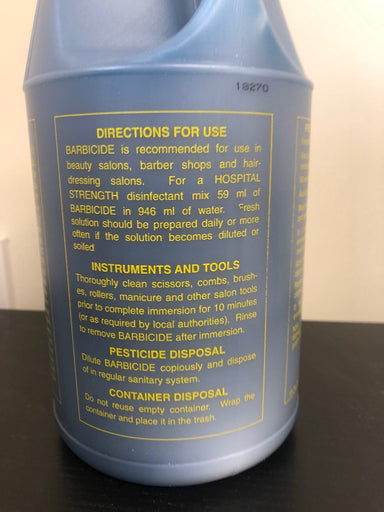 18270
DIRECTIONS FOR USE
BARBICIDE is recommended for use in
beauty salons, barber shops and hair-
dressing salons. For a HOSPITAL
STRENGTH disinfectant mix 59 ml of
BARBICIDE in 946 ml of water. Fresh
solution should be prepared daily or more
often if the solution becomes diluted or
soiled
INSTRUMENTS AND TOOLS
Thoroughly clean scissors, combs, brush-
es, rollers, manicure and other salon tools
prior to complete immersion for 10 minutes
(or as required by local authorities). Rinse
to remove BARBICIDE after immersion.
PESTICIDE DISPOSAL
Dilute BARBICIDE copiously and dispose
of in regular sanitary system.
CONTAINER DISPOSAL
Do not reuse empty container. Wrap the
container and place it in the trash.